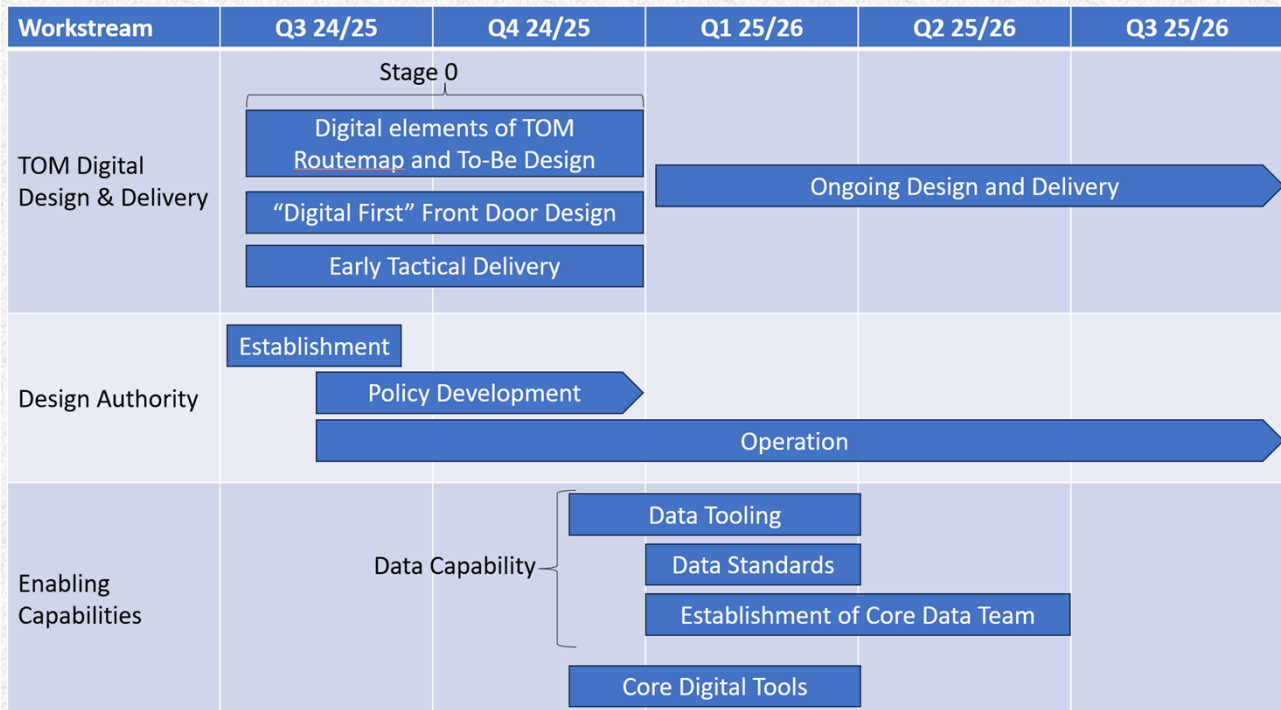 Workstream
Q3 24/25
Q4 24/25
Q1 25/26
Q2 25/26
Q3 25/26
TOM Digital
Design & Delivery
Stage 0
Digital elements of TOM
Routemap and To-Be Design
“Digital First” Front Door Design
Early Tactical Delivery
Ongoing Design and Delivery
Design Authority
Establishment
Policy Development
Operation
Enabling
Capabilities
Data Capability
Data Tooling
Data Standards
Establishment of Core Data Team
Core Digital Tools